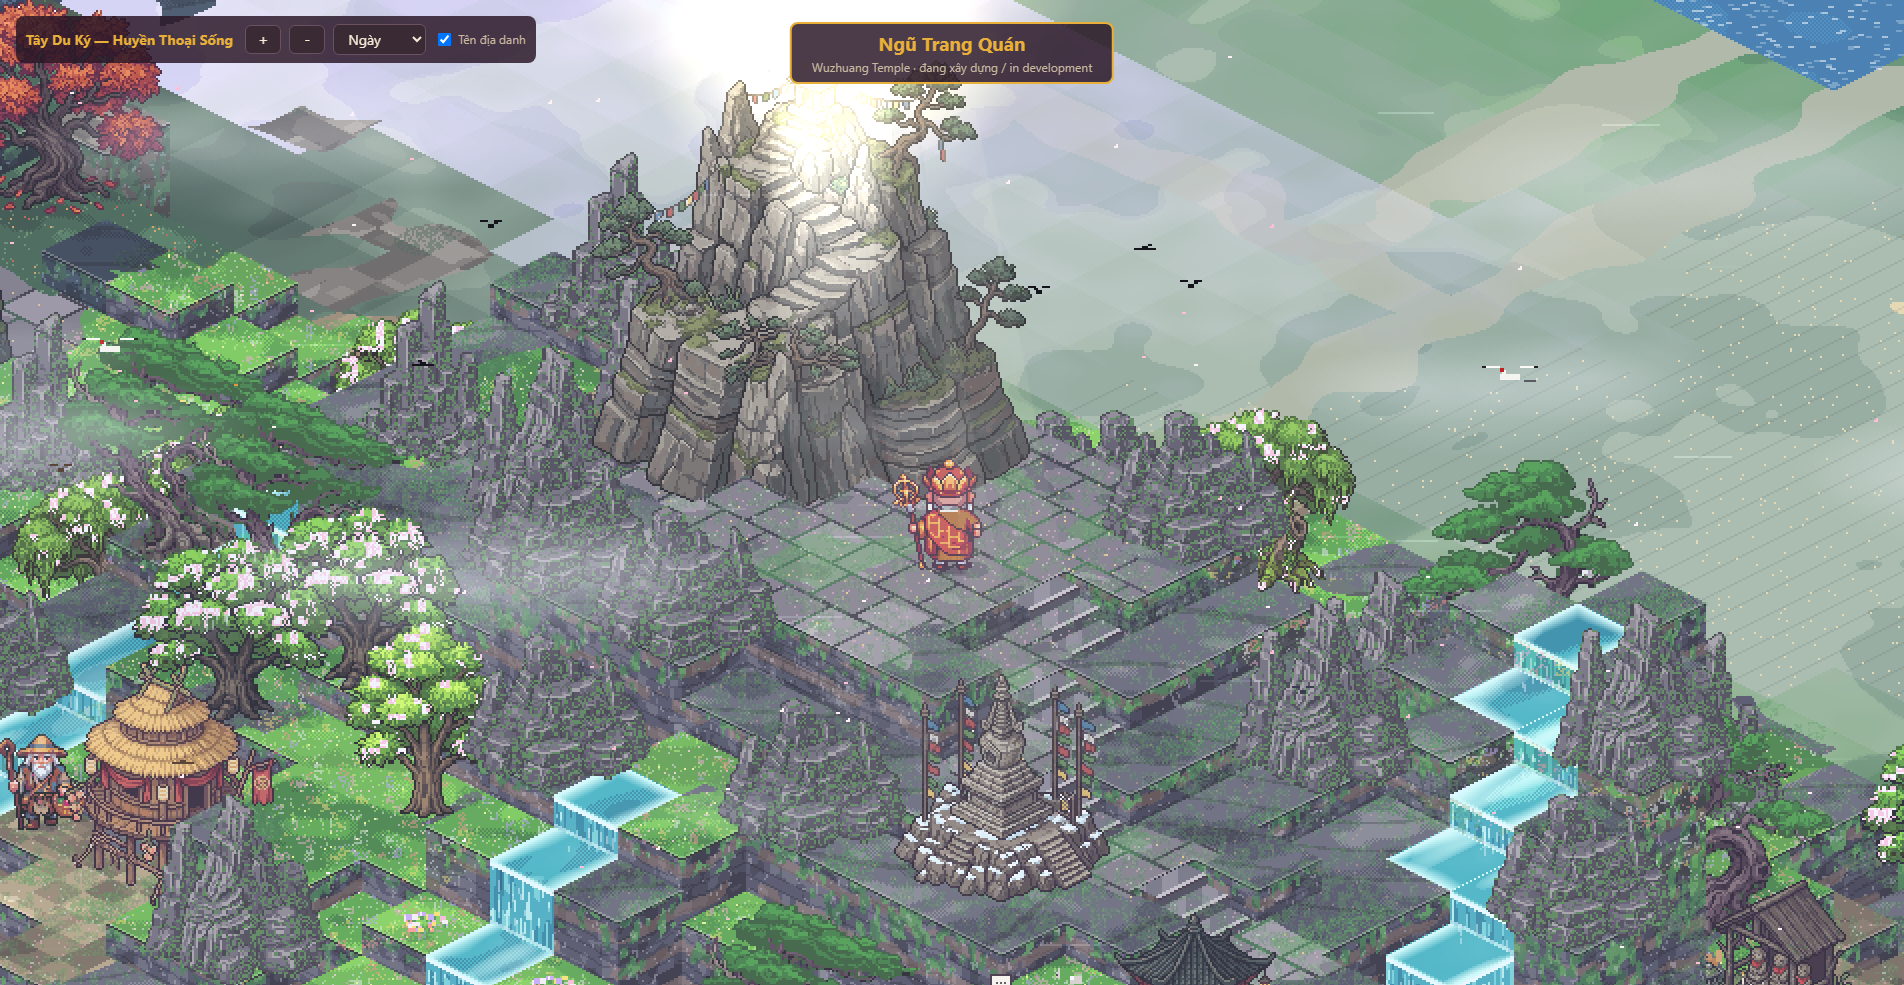 Tây Du Ký — Huyền Thoại Sống
+
-
Ngày
Tên địa danh
Ngũ Trang Quán
Wuzhuang Temple · đang xây dựng / in development
...